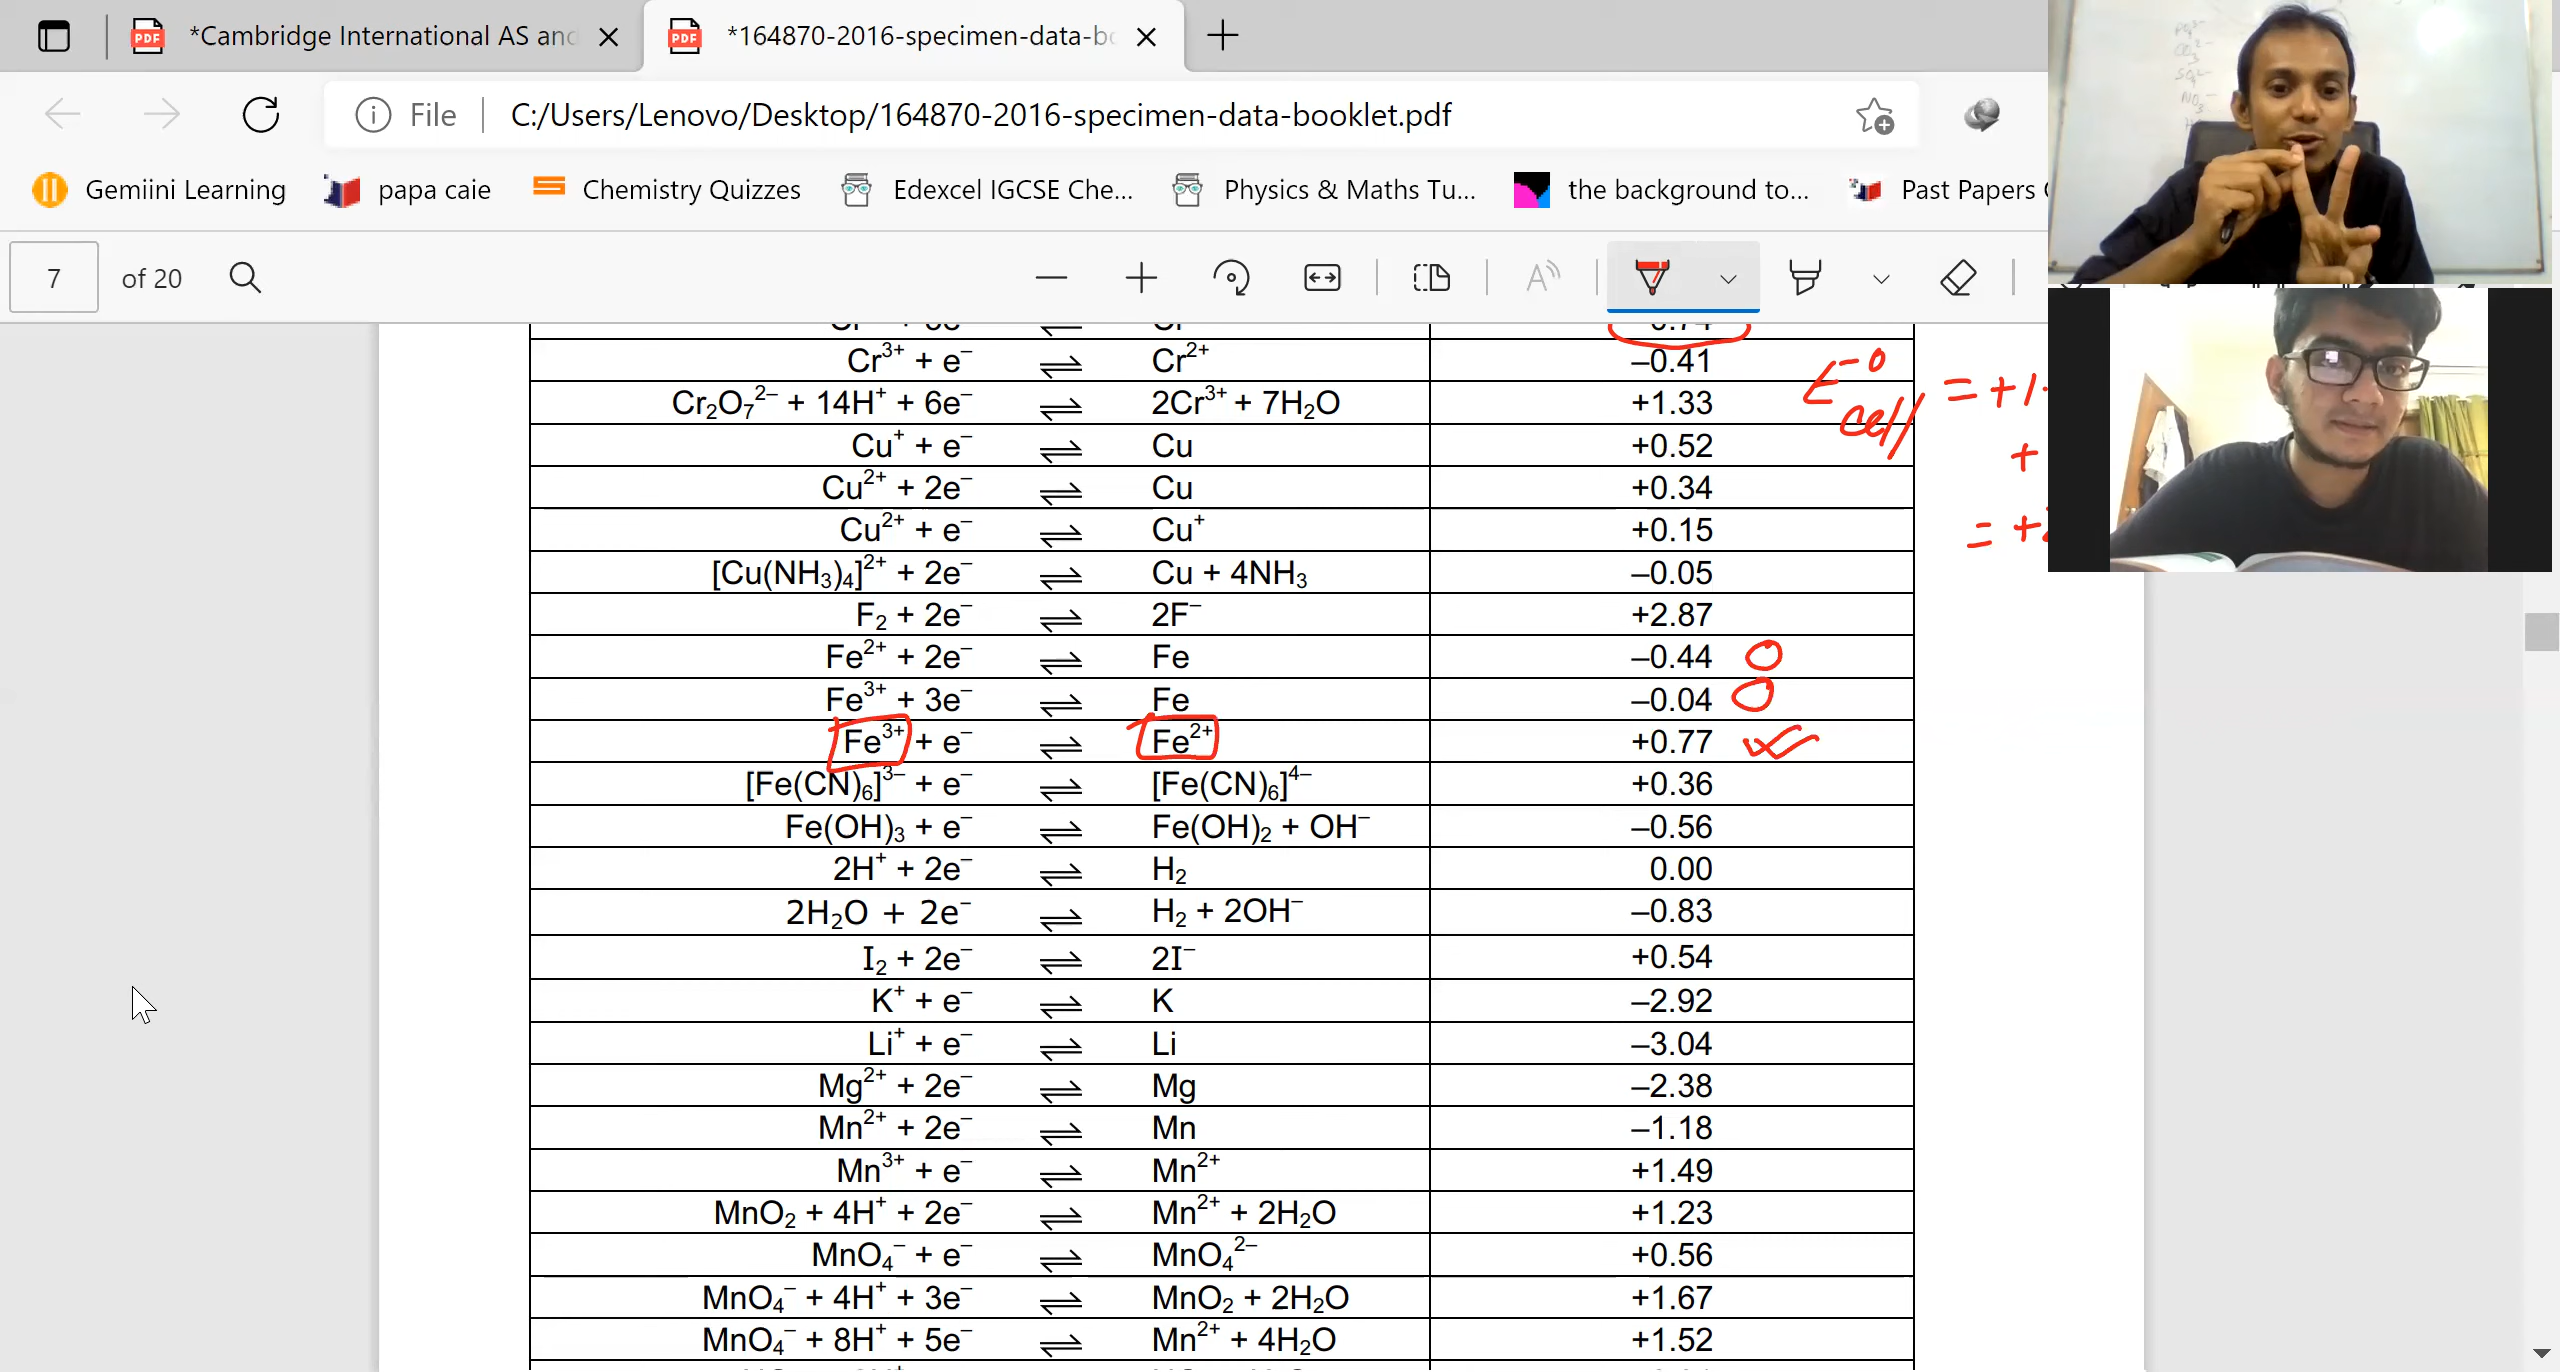 *Cambridge International AS and
*164870-2016-specimen-data-bo
File C:/Users/Lenovo/Desktop/164870-2016-specimen-data-booklet.pdf
Gemiini Learning papa caie Chemistry Quizzes Edexcel IGCSE Che... Physics & Maths Tu... the background to... Past Papers
7 of 20
Cr³⁺ + e⁻ ⇌ Cr²⁺ –0.41
Cr₂O₇²⁻ + 14H⁺ + 6e⁻ ⇌ 2Cr³⁺ + 7H₂O +1.33
Cu⁺ + e⁻ ⇌ Cu +0.52
Cu²⁺ + 2e⁻ ⇌ Cu +0.34
Cu²⁺ + e⁻ ⇌ Cu⁺ +0.15
[Cu(NH₃)₄]²⁺ + 2e⁻ ⇌ Cu + 4NH₃ –0.05
F₂ + 2e⁻ ⇌ 2F⁻ +2.87
Fe²⁺ + 2e⁻ ⇌ Fe –0.44
Fe³⁺ + 3e⁻ ⇌ Fe –0.04
Fe³⁺ + e⁻ ⇌ Fe²⁺ +0.77
[Fe(CN)₆]³⁻ + e⁻ ⇌ [Fe(CN)₆]⁴⁻ +0.36
Fe(OH)₃ + e⁻ ⇌ Fe(OH)₂ + OH⁻ –0.56
2H⁺ + 2e⁻ ⇌ H₂ 0.00
2H₂O + 2e⁻ ⇌ H₂ + 2OH⁻ –0.83
I₂ + 2e⁻ ⇌ 2I⁻ +0.54
K⁺ + e⁻ ⇌ K –2.92
Li⁺ + e⁻ ⇌ Li –3.04
Mg²⁺ + 2e⁻ ⇌ Mg –2.38
Mn²⁺ + 2e⁻ ⇌ Mn –1.18
Mn³⁺ + e⁻ ⇌ Mn²⁺ +1.49
MnO₂ + 4H⁺ + 2e⁻ ⇌ Mn²⁺ + 2H₂O +1.23
MnO₄⁻ + e⁻ ⇌ MnO₄²⁻ +0.56
MnO₄⁻ + 4H⁺ + 3e⁻ ⇌ MnO₂ + 2H₂O +1.67
MnO₄⁻ + 8H⁺ + 5e⁻ ⇌ Mn²⁺ + 4H₂O +1.52
E⁻⁰ cell = +1.
+
= +